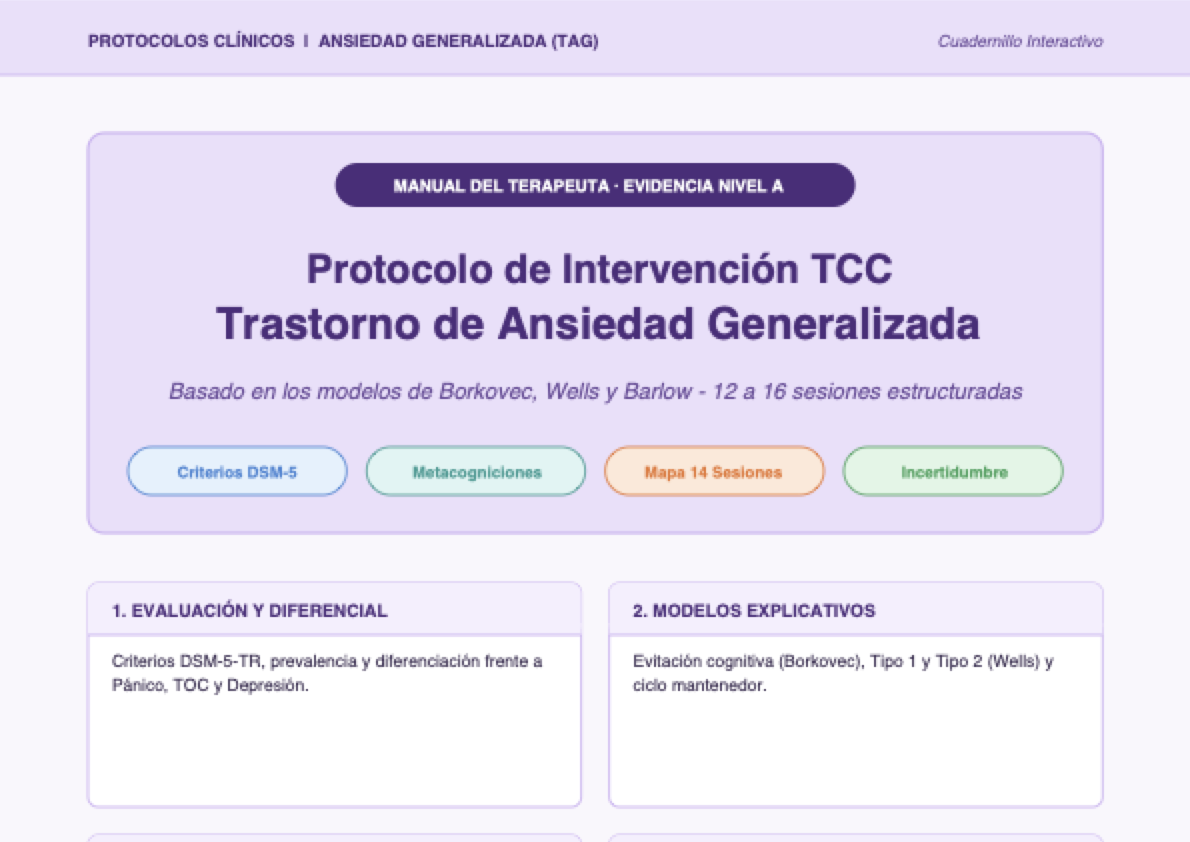 PROTOCOLOS CLÍNICOS | ANSIEDAD GENERALIZADA (TAG)
Cuadernillo Interactivo
MANUAL DEL TERAPEUTA · EVIDENCIA NIVEL A
Protocolo de Intervención TCC
Trastorno de Ansiedad Generalizada
Basado en los modelos de Borkovec, Wells y Barlow - 12 a 16 sesiones estructuradas
Criterios DSM-5
Metacogniciones
Mapa 14 Sesiones
Incertidumbre
1. EVALUACIÓN Y DIFERENCIAL
Criterios DSM-5-TR, prevalencia y diferenciación frente a
Pánico, TOC y Depresión.
2. MODELOS EXPLICATIVOS
Evitación cognitiva (Borkovec), Tipo 1 y Tipo 2 (Wells) y
ciclo mantenedor.